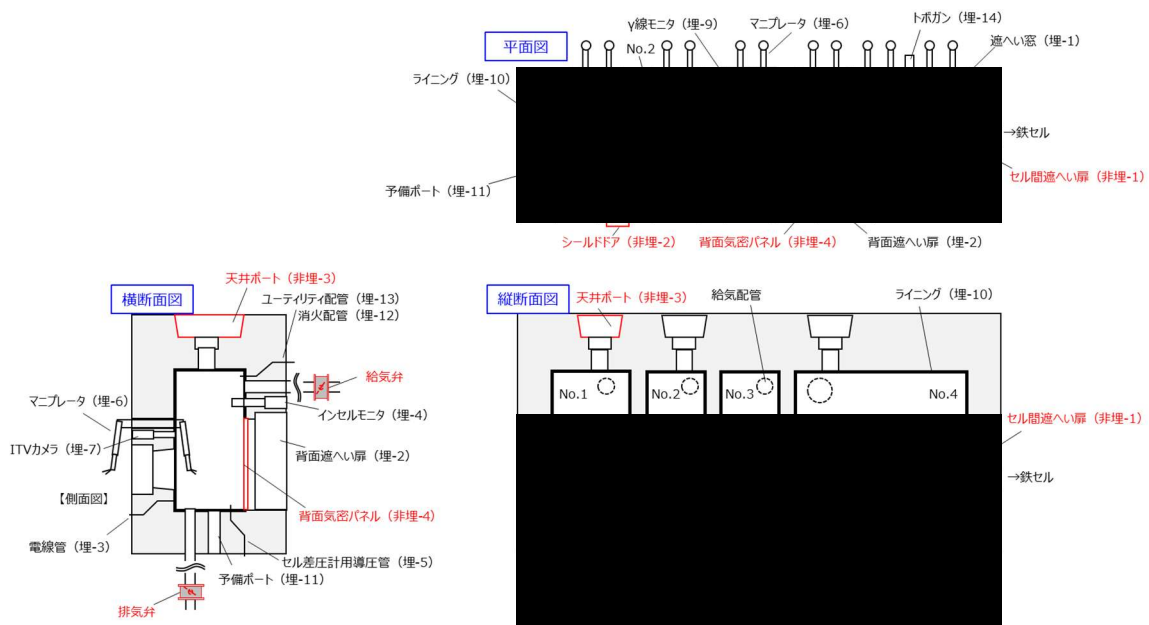 平面図
γ線モニタ（埋-9）
マニプレータ（埋-6）
トボガン（埋-14）
No.2
遮へい窓（埋-1）
ライニング（埋-10）
→鉄セル
予備ポート（埋-11）
セル間遮へい扉（非埋-1）
シールドドア（非埋-2）
背面気密パネル（非埋-4）
背面遮へい扉（埋-2）
横断面図
天井ポート（非埋-3）
ユーティリティ配管（埋-13）
消火配管（埋-12）
給気弁
マニプレータ（埋-6）
インセルモニタ（埋-4）
ITVカメラ（埋-7）
背面遮へい扉（埋-2）
【側面図】
背面気密パネル（非埋-4）
電線管（埋-3）
セル差圧計用導圧管（埋-5）
予備ポート（埋-11）
排気弁
縦断面図
天井ポート（非埋-3）
給気配管
ライニング（埋-10）
No.1
No.2
No.3
No.4
セル間遮へい扉（非埋-1）
→鉄セル